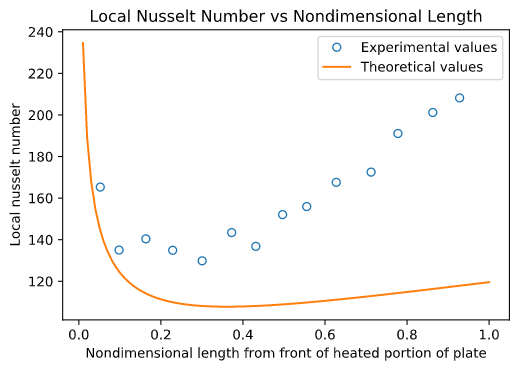 Local Nusselt Number vs Nondimensional Length
240
220
200
180
160
140
120
Local nusselt number
Experimental values
Theoretical values
0.0 0.2 0.4 0.6 0.8 1.0
Nondimensional length from front of heated portion of plate